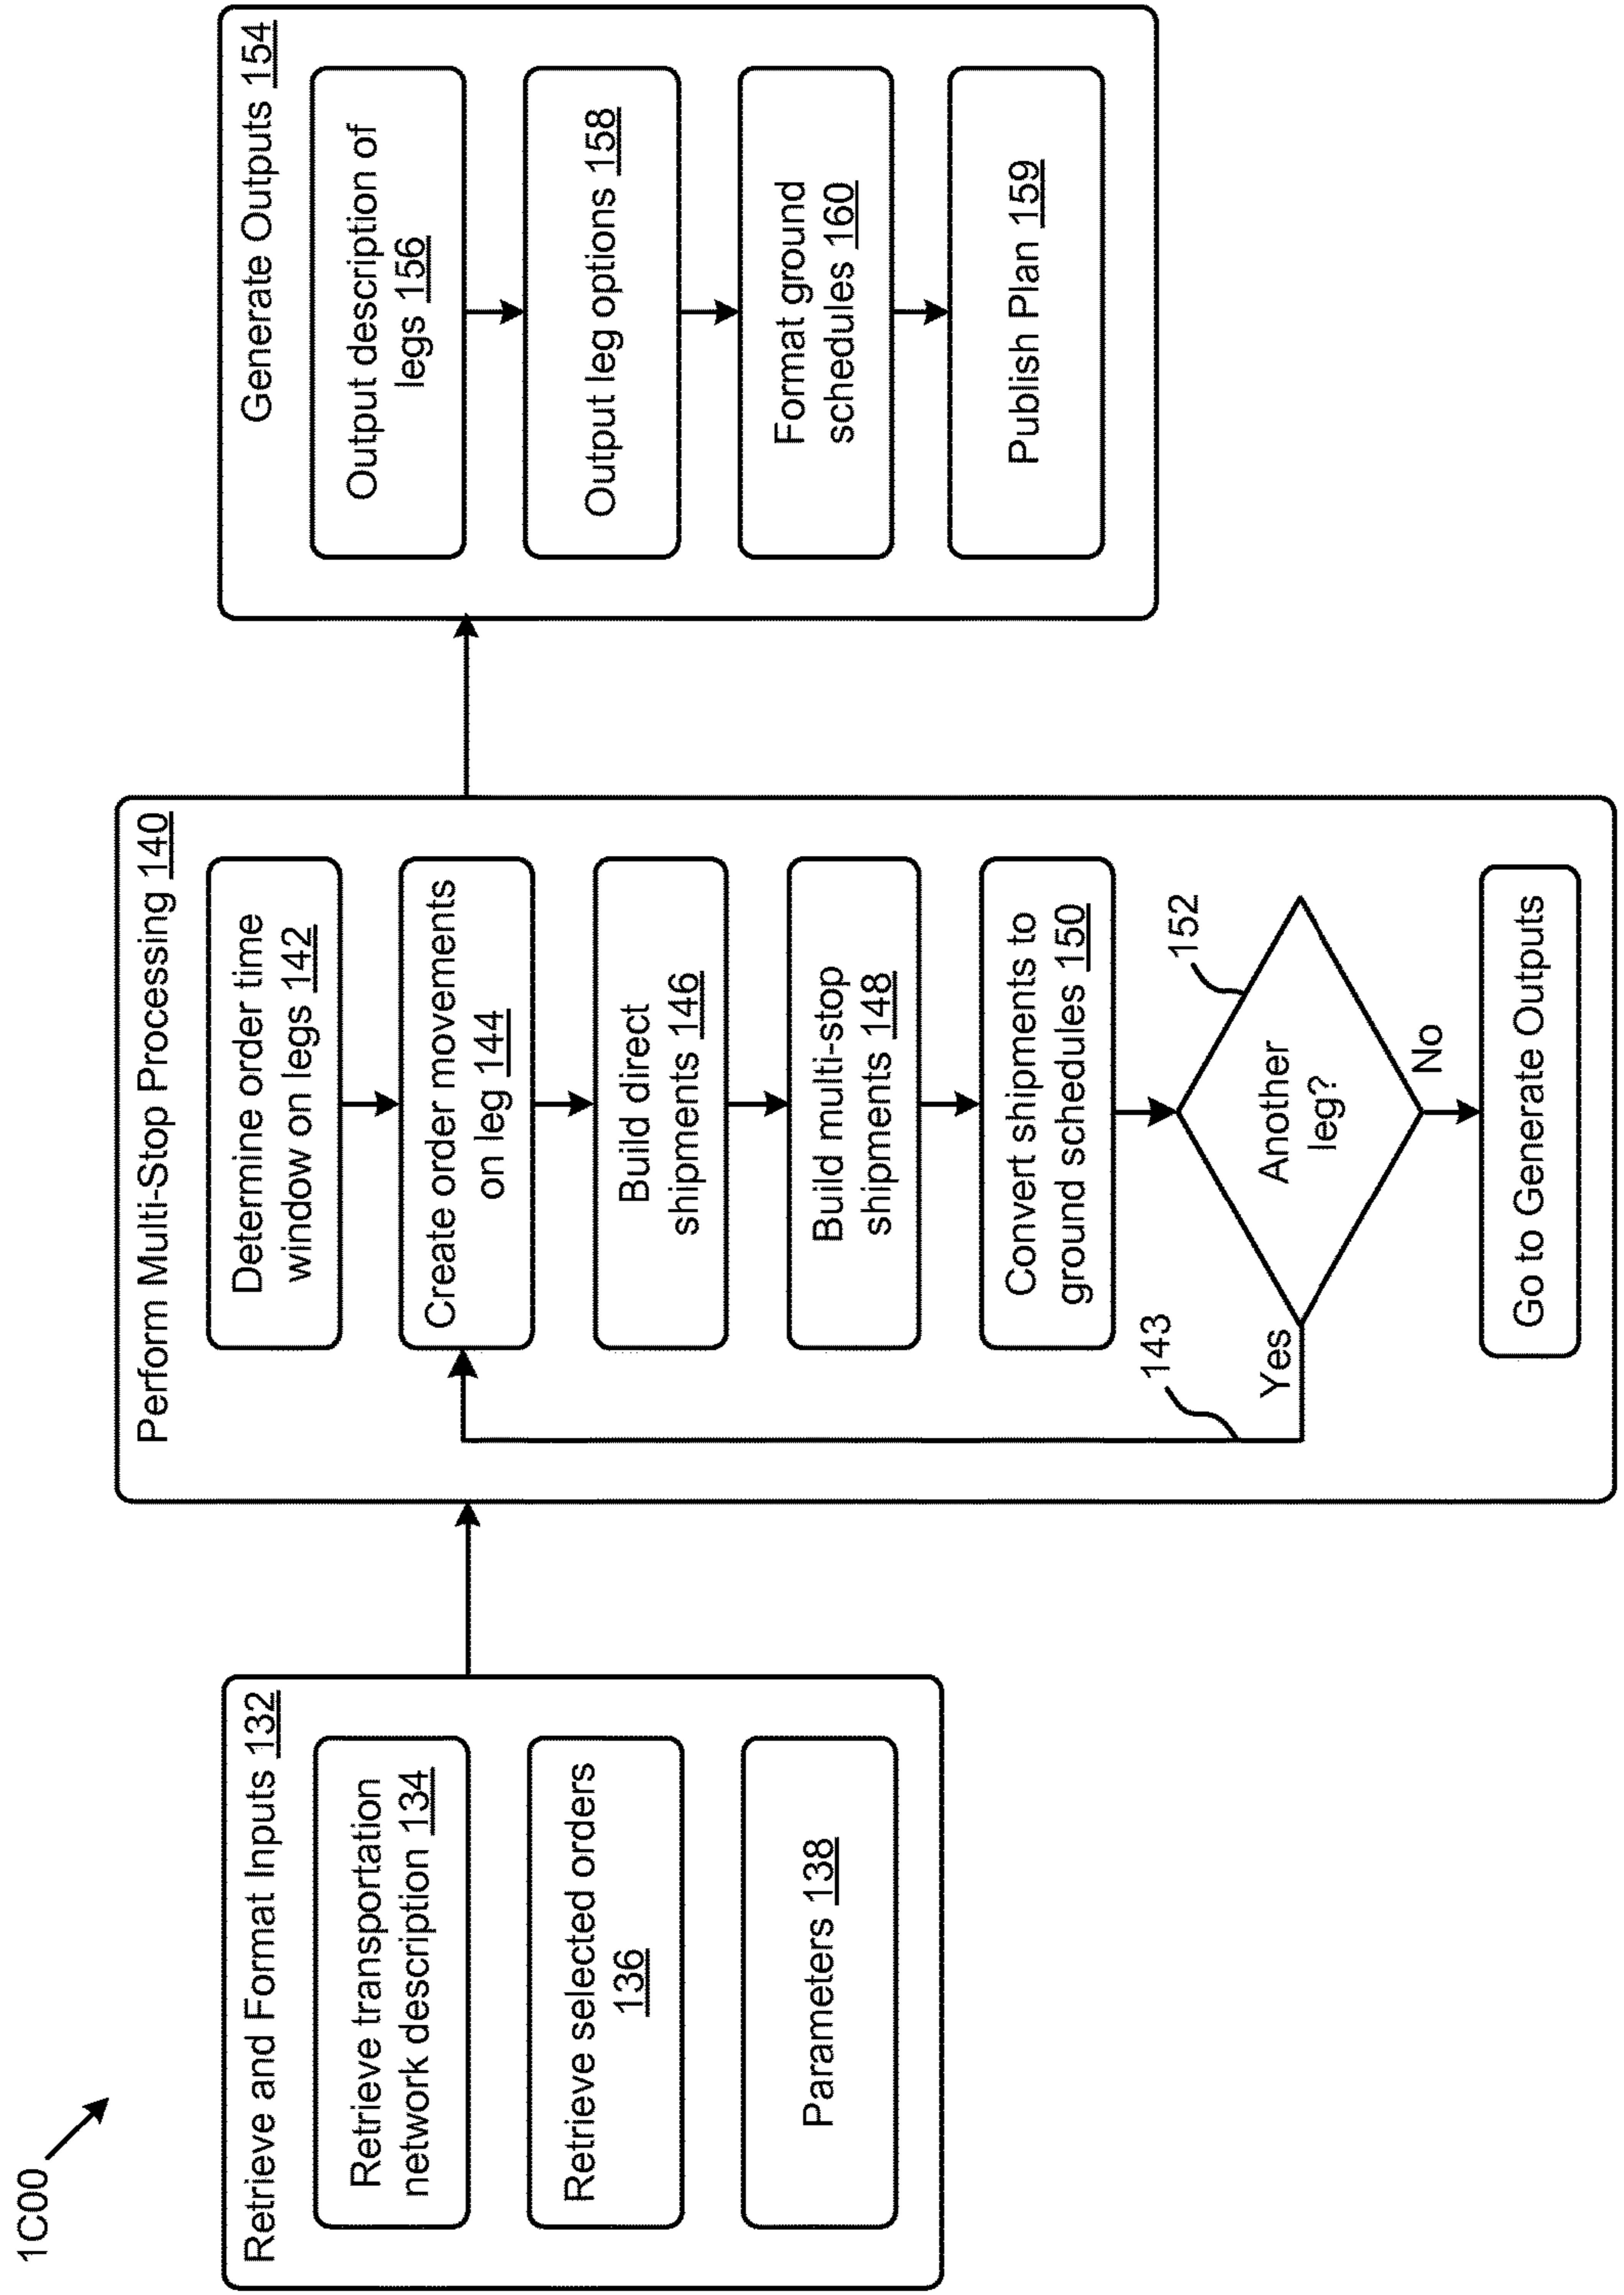 1C00
Retrieve and Format Inputs 132
Retrieve transportation
network description 134
Retrieve selected orders
136
Parameters 138
Perform Multi-Stop Processing 140
Determine order time
window on legs 142
Create order movements
on leg 144
Build direct
shipments 146
Build multi-stop
shipments 148
Convert shipments to
ground schedules 150
143
152
Another
leg?
Yes
No
Go to Generate Outputs
Generate Outputs 154
Output description of
legs 156
Output leg options 158
Format ground
schedules 160
Publish Plan 159